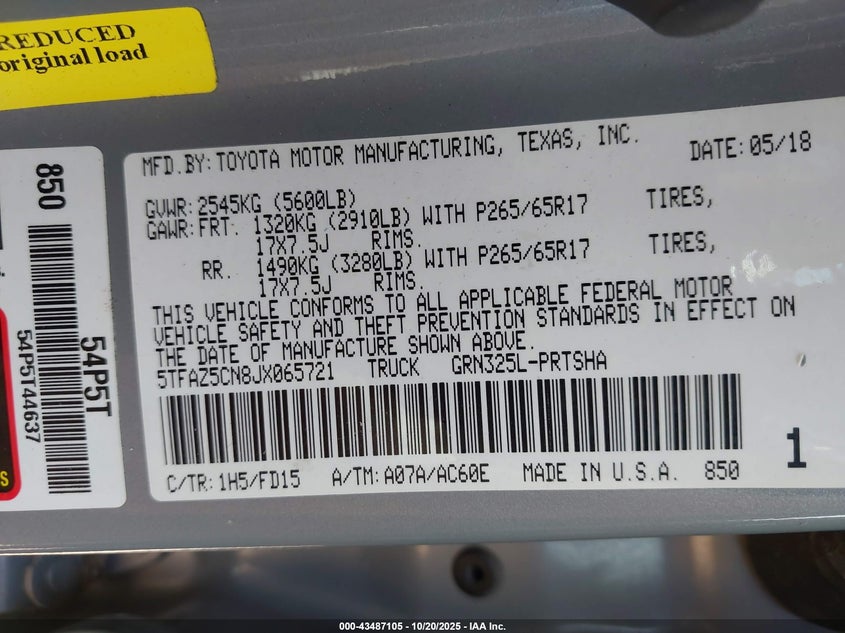 REDUCED
original load
850
54P5T
54P5T44637
S
MFD.BY: TOYOTA MOTOR MANUFACTURING, TEXAS, INC. DATE: 05/18
GVWR: 2545KG (5600LB)
GAWR: FRT. 1320KG (2910LB) WITH P265/65R17 TIRES,
17X7.5J RIMS.
RR. 1490KG (3280LB) WITH P265/65R17 TIRES,
17X7.5J RIMS.
THIS VEHICLE CONFORMS TO ALL APPLICABLE FEDERAL MOTOR
VEHICLE SAFETY AND THEFT PREVENTION STANDARDS IN EFFECT ON
THE DATE OF MANUFACTURE SHOWN ABOVE.
5TFAZ5CN8JX065721 TRUCK GRN325L-PRTSHA
1
C/TR: 1H5/FD15 A/TM: A07A/AC60E MADE IN U.S.A. 850
000-43487105 - 10/20/2025 - IAA Inc.